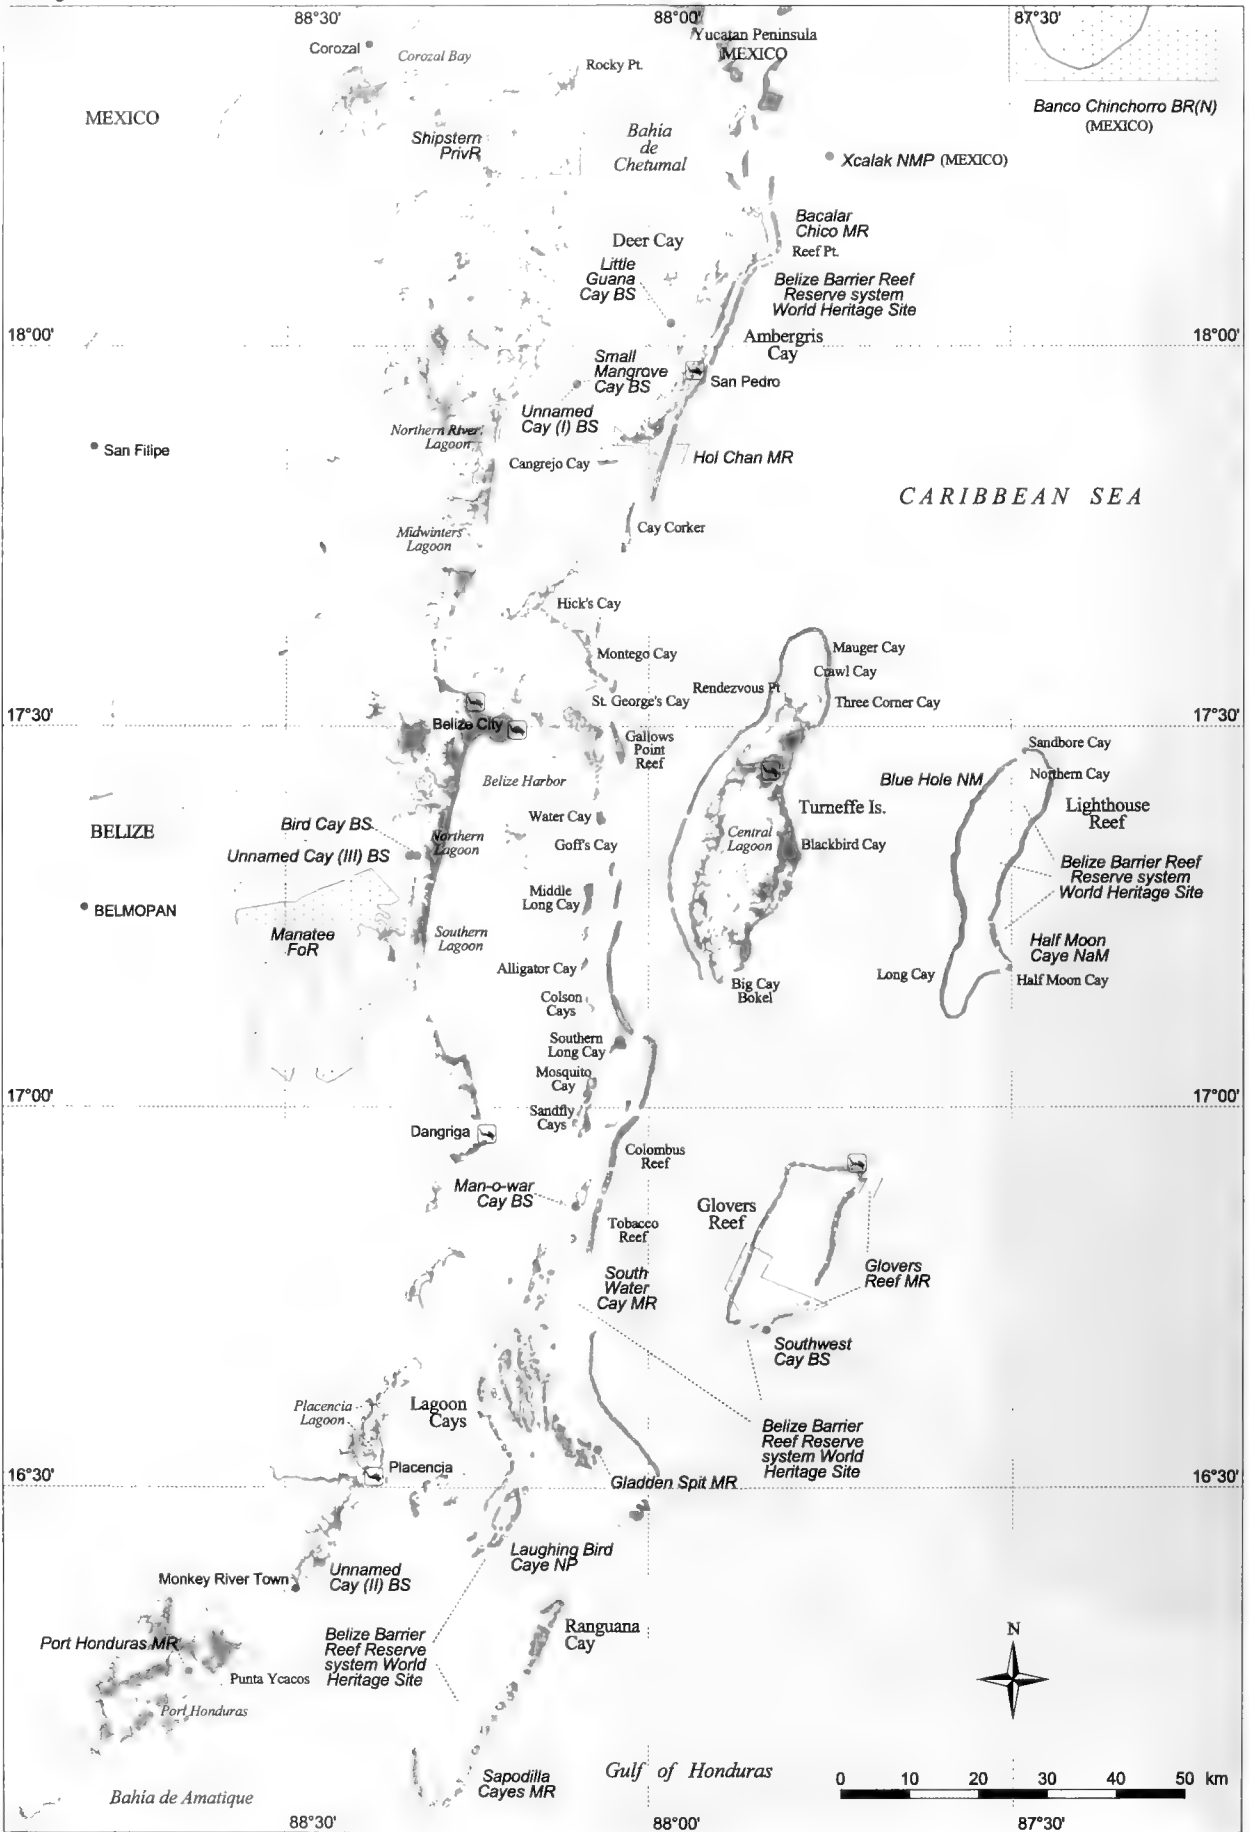 88°30'
88°00'
87°30'
Corozal
Corozal Bay
Rocky Pt.
Yucatan Peninsula
MEXICO
Banco Chinchorro BR(N)
(MEXICO)
MEXICO
Shipstern
PrivR
Bahía
de
Chetumal
Xcalak NMP (MEXICO)
Bacalar
Chico MR
Reef Pt.
Deer Cay
Little
Guana
Cay BS
Belize Barrier Reef
Reserve system
World Heritage Site
18°00'
18°00'
Ambergris
Cay
Small
Mangrove
Cay BS
San Pedro
Unnamed
Cay (I) BS
Northern River
Lagoon
San Filipe
Cangrejo Cay
Hol Chan MR
CARIBBEAN SEA
Cay Corker
Midwinters
Lagoon
Hick's Cay
Montego Cay
Mauger Cay
Crawl Cay
Rendezvous Pt
Three Corner Cay
St. George's Cay
17°30'
17°30'
Belize City
Gallows
Point
Reef
Sandbore Cay
Belize Harbor
Blue Hole NM
Northern Cay
Turneffe Is.
Lighthouse
Reef
Water Cay
BELIZE
Bird Cay BS
Northern
Lagoon
Goff's Cay
Central
Lagoon
Blackbird Cay
Unnamed Cay (III) BS
Belize Barrier Reef
Reserve system
World Heritage Site
Middle
Long Cay
BELMOPAN
Manatee
FoR
Southern
Lagoon
Half Moon
Caye NaM
Alligator Cay
Long Cay
Half Moon Cay
Big Cay
Bokel
Colson
Cays
Southern
Long Cay
Mosquito
Cay
17°00'
17°00'
Sandfly
Cays
Dangriga
Colombus
Reef
Man-o-war
Cay BS
Glovers
Reef
Tobacco
Reef
Glovers
Reef MR
South
Water
Cay MR
Southwest
Cay BS
Placencia
Lagoon
Lagoon
Cays
Belize Barrier
Reef Reserve
system World
Heritage Site
16°30'
16°30'
Placencia
Gladden Spit MR
Laughing Bird
Caye NP
Unnamed
Cay (II) BS
Monkey River Town
Ranguana
Cay
Belize Barrier
Reef Reserve
system World
Heritage Site
Port Honduras MR
Punta Ycacos
Port Honduras
N
Gulf of Honduras
Sapodilla
Cayes MR
Bahía de Amatique
0 10 20 30 40 50 km
88°30'
88°00'
87°30'